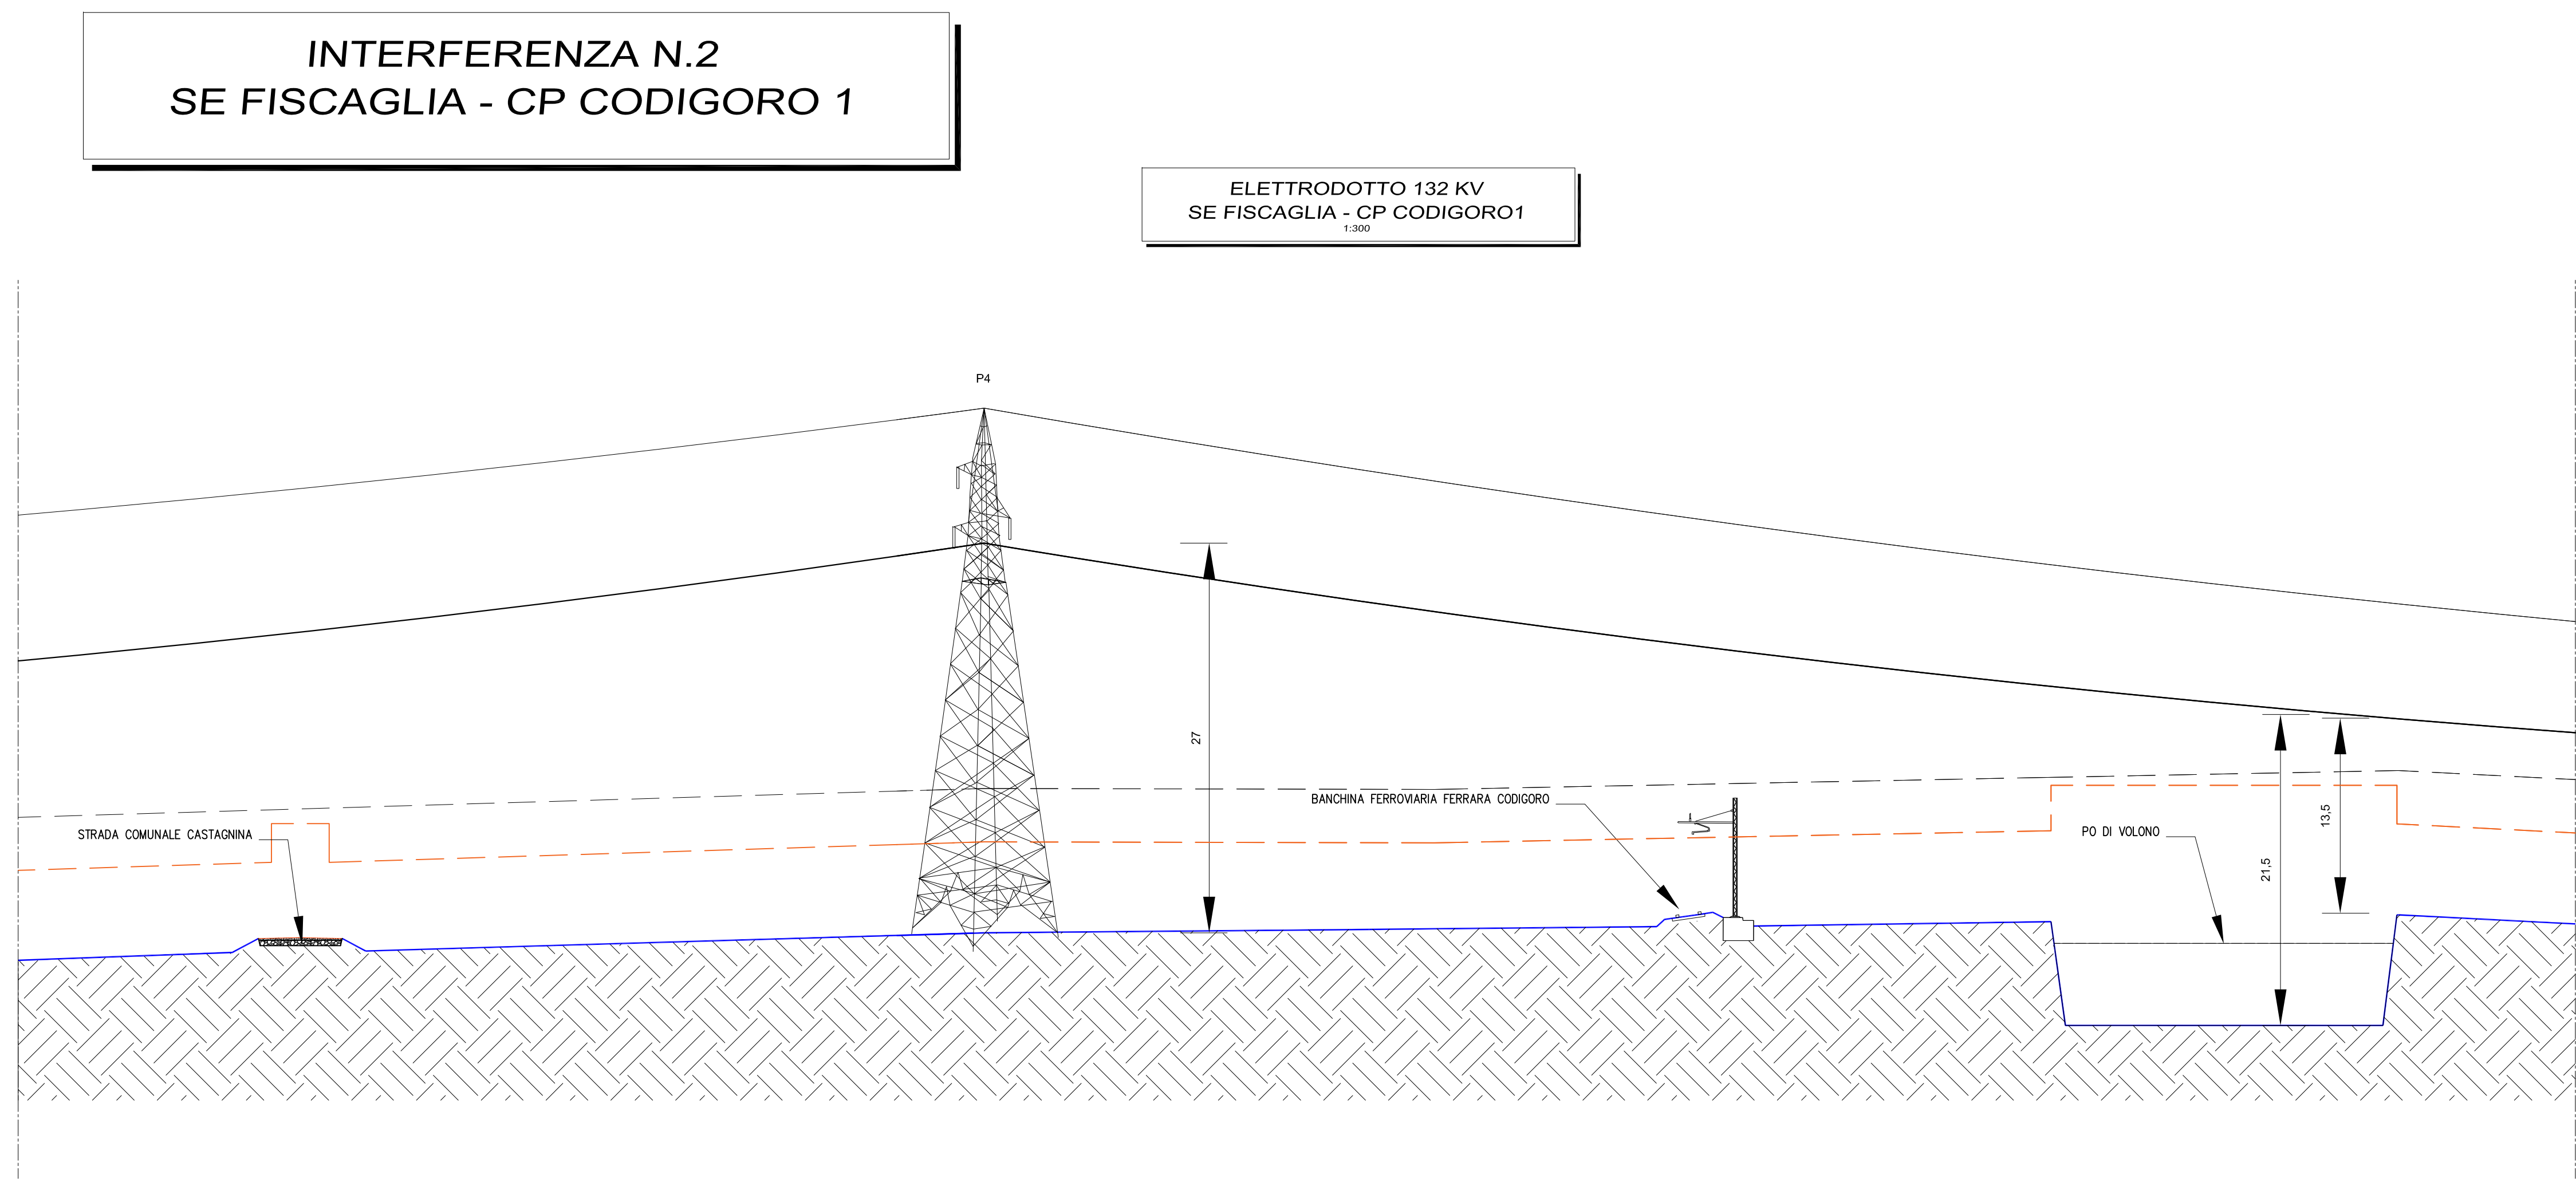 INTERFERENZA N.2
SE FISCAGLIA - CP CODIGORO 1
ELETTRODOTTO 132 KV
SE FISCAGLIA - CP CODIGORO1
1:300
P4
27
BANCHINA FERROVIARIA FERRARA CODIGORO
STRADA COMUNALE CASTAGNINA
PO DI VOLONO
13,5
21,5